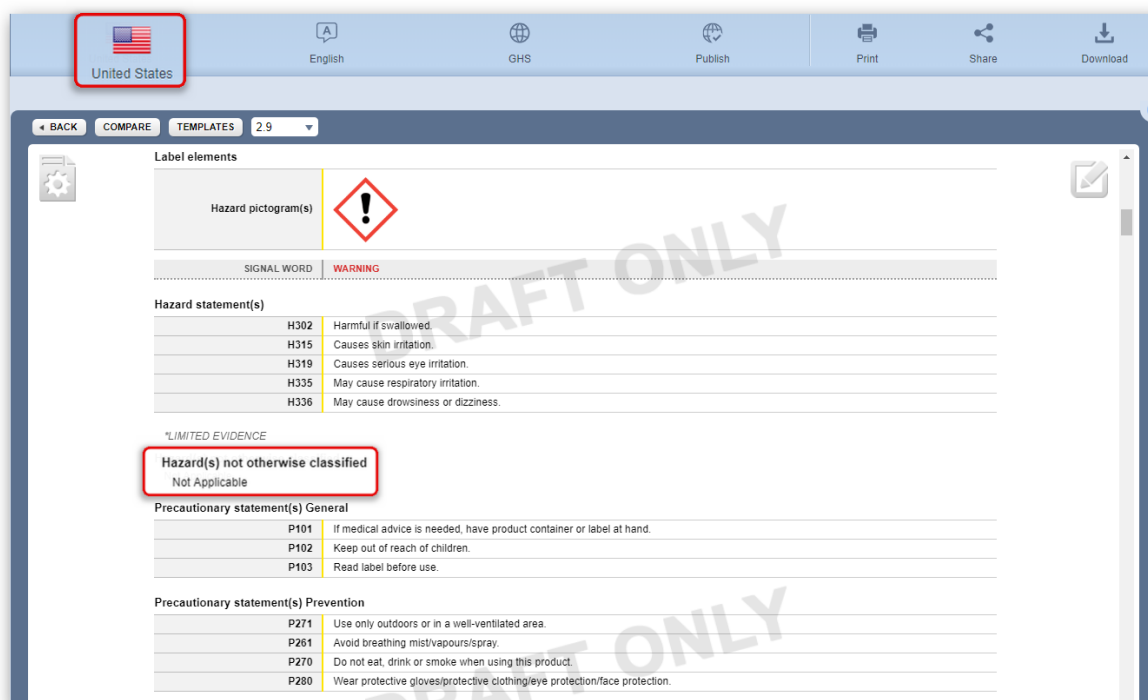 United States
English
GHS
Publish
Print
Share
Download
BACK
COMPARE
TEMPLATES
2.9
Label elements
Hazard pictogram(s)
SIGNAL WORD WARNING
Hazard statement(s)
H302 Harmful if swallowed.
H315 Causes skin irritation.
H319 Causes serious eye irritation.
H335 May cause respiratory irritation.
H336 May cause drowsiness or dizziness.
*LIMITED EVIDENCE
Hazard(s) not otherwise classified
Not Applicable
Precautionary statement(s) General
P101 If medical advice is needed, have product container or label at hand.
P102 Keep out of reach of children.
P103 Read label before use.
Precautionary statement(s) Prevention
P271 Use only outdoors or in a well-ventilated area.
P261 Avoid breathing mist/vapours/spray.
P270 Do not eat, drink or smoke when using this product.
P280 Wear protective gloves/protective clothing/eye protection/face protection.
DRAFT ONLY
DRAFT ONLY